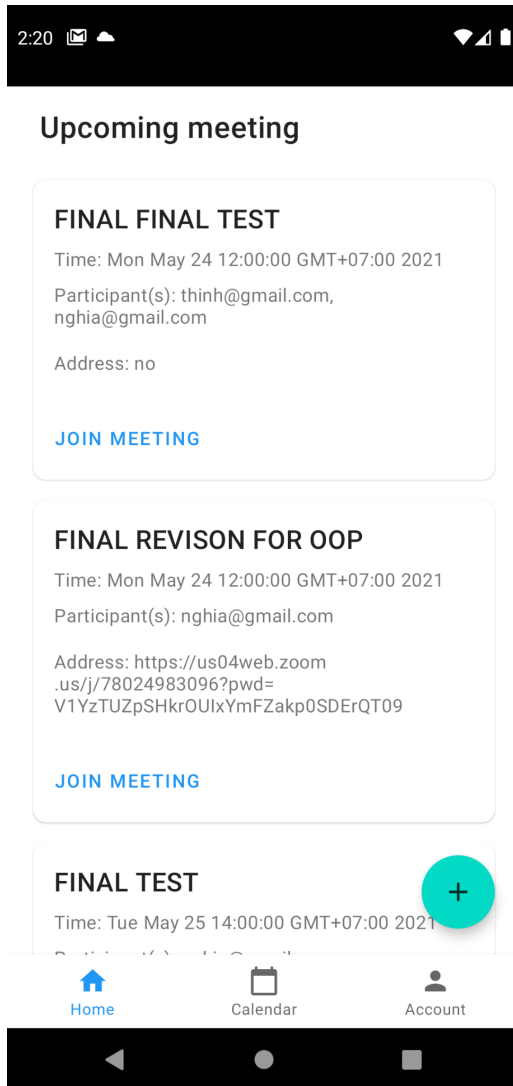 2:20
Upcoming meeting
FINAL FINAL TEST
Time: Mon May 24 12:00:00 GMT+07:00 2021
Participant(s): thinh@gmail.com,
nghia@gmail.com
Address: no
JOIN MEETING
FINAL REVISON FOR OOP
Time: Mon May 24 12:00:00 GMT+07:00 2021
Participant(s): nghia@gmail.com
Address: https://us04web.zoom
.us/j/78024983096?pwd=
V1YzTUZpSHkrOUIxYmFZakp0SDErQT09
JOIN MEETING
FINAL TEST
Time: Tue May 25 14:00:00 GMT+07:00 2021
Home
Calendar
Account